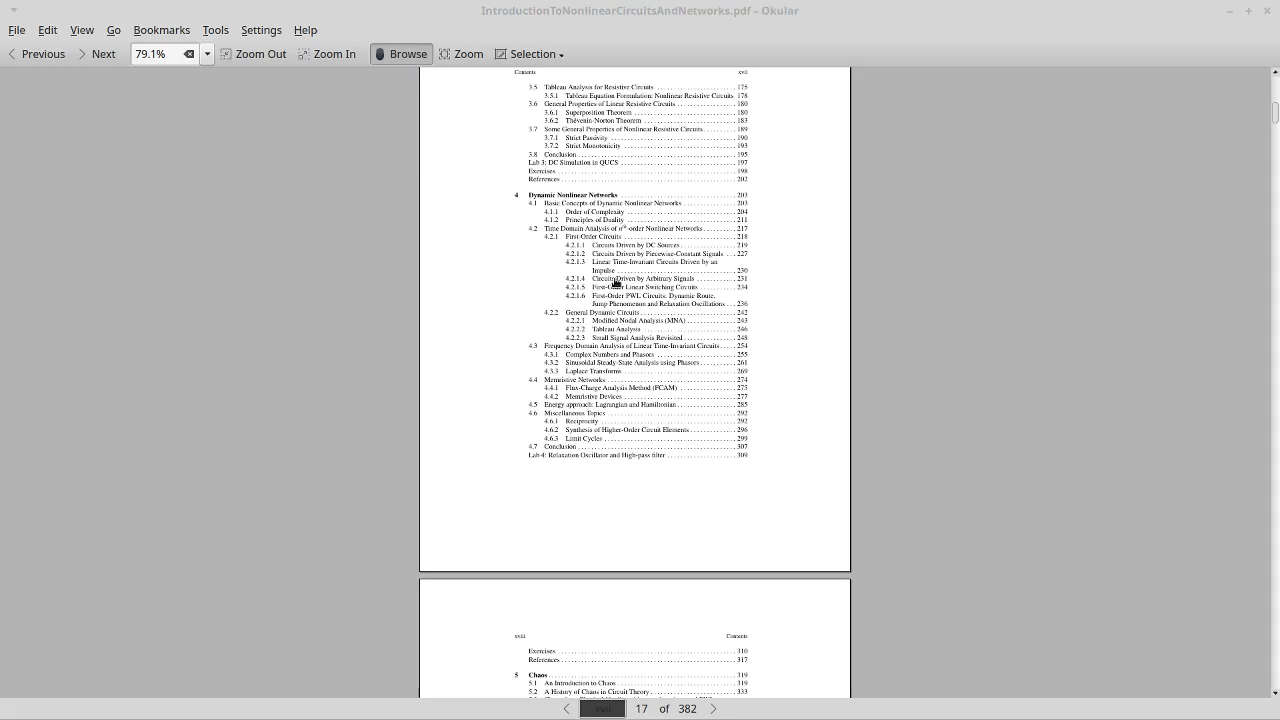 IntroductionToNonlinearCircuitsAndNetworks.pdf – Okular
File Edit View Go Bookmarks Tools Settings Help
Previous Next 79.1% Zoom Out Zoom In Browse Zoom Selection
Contents xvii
3.5 Tableau Analysis for Resistive Circuits 175
3.5.1 Tableau Equation Formulation: Nonlinear Resistive Circuits 178
3.6 General Properties of Linear Resistive Circuits 180
3.6.1 Superposition Theorem 180
3.6.2 Thévenin-Norton Theorem 183
3.7 Some General Properties of Nonlinear Resistive Circuits 189
3.7.1 Strict Passivity 190
3.7.2 Strict Monotonicity 193
3.8 Conclusion 195
Lab 3: DC Simulation in QUCS 197
Exercises 198
References 202
4 Dynamic Nonlinear Networks 203
4.1 Basic Concepts of Dynamic Nonlinear Networks 203
4.1.1 Order of Complexity 204
4.1.2 Principles of Duality 211
4.2 Time Domain Analysis of nth-order Nonlinear Networks 217
4.2.1 First-Order Circuits 218
4.2.1.1 Circuits Driven by DC Sources 219
4.2.1.2 Circuits Driven by Piecewise-Constant Signals 227
4.2.1.3 Linear Time-Invariant Circuits Driven by an
Impulse 230
4.2.1.4 Circuits Driven by Arbitrary Signals 231
4.2.1.5 First-Order Linear Switching Circuits 234
4.2.1.6 First-Order PWL Circuits: Dynamic Route,
Jump Phenomenon and Relaxation Oscillations 236
4.2.2 General Dynamic Circuits 242
4.2.2.1 Modified Nodal Analysis (MNA) 243
4.2.2.2 Tableau Analysis 246
4.2.2.3 Small Signal Analysis Revisited 248
4.3 Frequency Domain Analysis of Linear Time-Invariant Circuits 254
4.3.1 Complex Numbers and Phasors 255
4.3.2 Sinusoidal Steady-State Analysis using Phasors 261
4.3.3 Laplace Transforms 269
4.4 Memristive Networks 274
4.4.1 Flux-Charge Analysis Method (FCAM) 275
4.4.2 Memristive Devices 277
4.5 Energy approach: Lagrangian and Hamiltonian 285
4.6 Miscellaneous Topics 292
4.6.1 Reciprocity 292
4.6.2 Synthesis of Higher-Order Circuit Elements 296
4.6.3 Limit Cycles 299
4.7 Conclusion 307
Lab 4: Relaxation Oscillator and High-pass filter 309
xviii Contents
Exercises 310
References 317
5 Chaos 319
5.1 An Introduction to Chaos 319
5.2 A History of Chaos in Circuit Theory 333
xvii 17 of 382